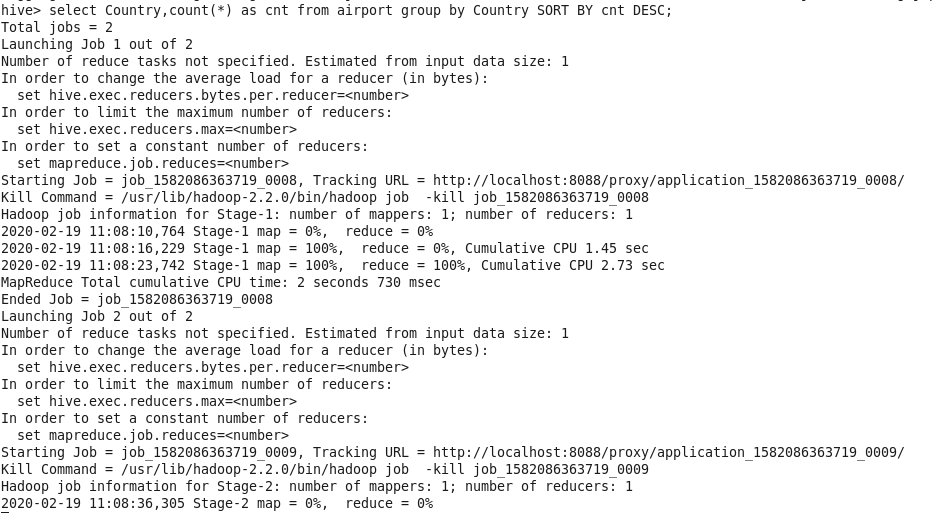 hive> select Country,count(*) as cnt from airport group by Country SORT BY cnt DESC;
Total jobs = 2
Launching Job 1 out of 2
Number of reduce tasks not specified. Estimated from input data size: 1
In order to change the average load for a reducer (in bytes):
  set hive.exec.reducers.bytes.per.reducer=<number>
In order to limit the maximum number of reducers:
  set hive.exec.reducers.max=<number>
In order to set a constant number of reducers:
  set mapreduce.job.reduces=<number>
Starting Job = job_1582086363719_0008, Tracking URL = http://localhost:8088/proxy/application_1582086363719_0008/
Kill Command = /usr/lib/hadoop-2.2.0/bin/hadoop job  -kill job_1582086363719_0008
Hadoop job information for Stage-1: number of mappers: 1; number of reducers: 1
2020-02-19 11:08:10,764 Stage-1 map = 0%,  reduce = 0%
2020-02-19 11:08:16,229 Stage-1 map = 100%,  reduce = 0%, Cumulative CPU 1.45 sec
2020-02-19 11:08:23,742 Stage-1 map = 100%,  reduce = 100%, Cumulative CPU 2.73 sec
MapReduce Total cumulative CPU time: 2 seconds 730 msec
Ended Job = job_1582086363719_0008
Launching Job 2 out of 2
Number of reduce tasks not specified. Estimated from input data size: 1
In order to change the average load for a reducer (in bytes):
  set hive.exec.reducers.bytes.per.reducer=<number>
In order to limit the maximum number of reducers:
  set hive.exec.reducers.max=<number>
In order to set a constant number of reducers:
  set mapreduce.job.reduces=<number>
Starting Job = job_1582086363719_0009, Tracking URL = http://localhost:8088/proxy/application_1582086363719_0009/
Kill Command = /usr/lib/hadoop-2.2.0/bin/hadoop job  -kill job_1582086363719_0009
Hadoop job information for Stage-2: number of mappers: 1; number of reducers: 1
2020-02-19 11:08:36,305 Stage-2 map = 0%,  reduce = 0%